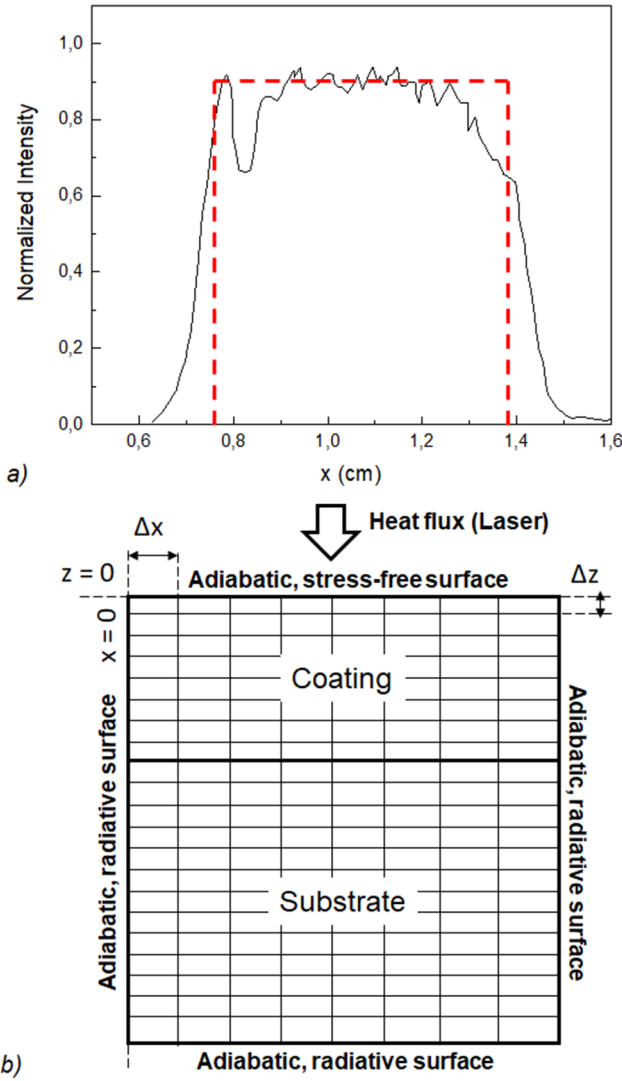 1,0
0,8
0,6
0,4
0,2
0,0
Normalized Intensity
0,6
0,8
1,0
1,2
1,4
1,6
x (cm)
a)
Heat flux (Laser)
Δx
z = 0
Adiabatic, stress-free surface
Δz
x = 0
Coating
Adiabatic, radiative surface
Adiabatic, radiative surface
Substrate
Adiabatic, radiative surface
b)